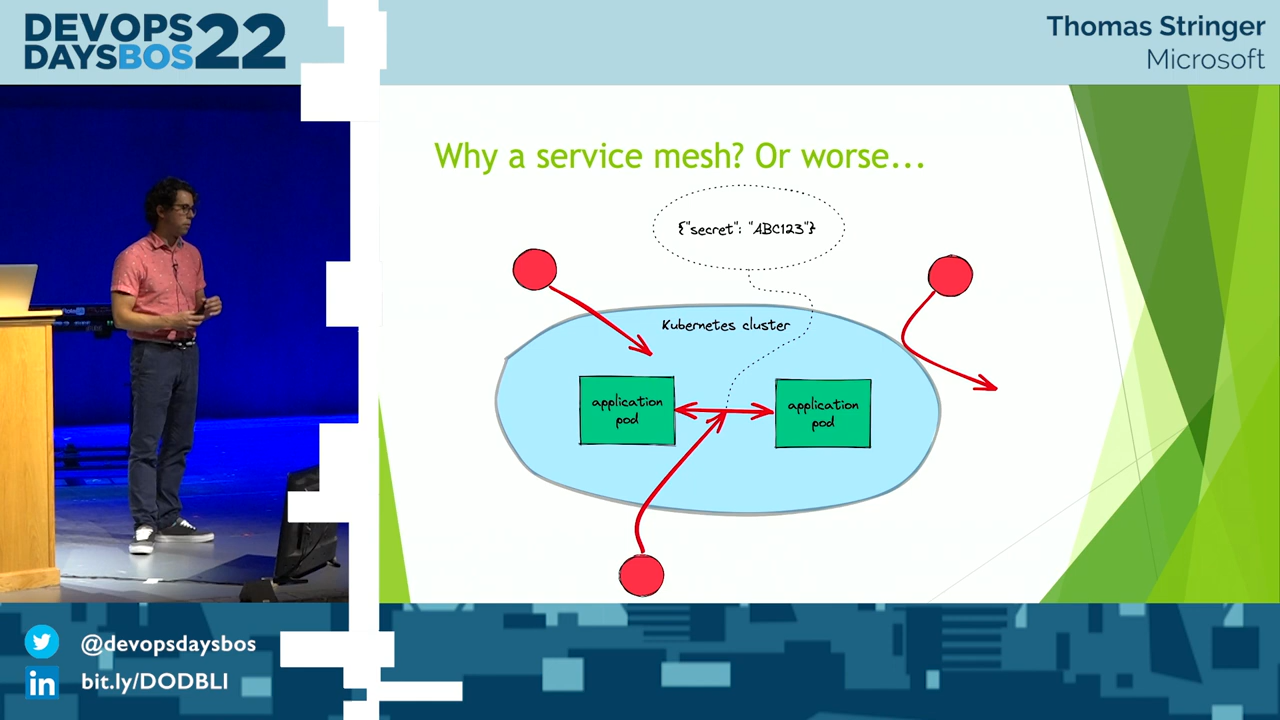 DEVOPS
DAYSBOS22
Thomas Stringer
Microsoft
Why a service mesh? Or worse...
{"secret": "ABC123"}
Kubernetes cluster
application
pod
application
pod
@devopsdaysbos
bit.ly/DODBLI